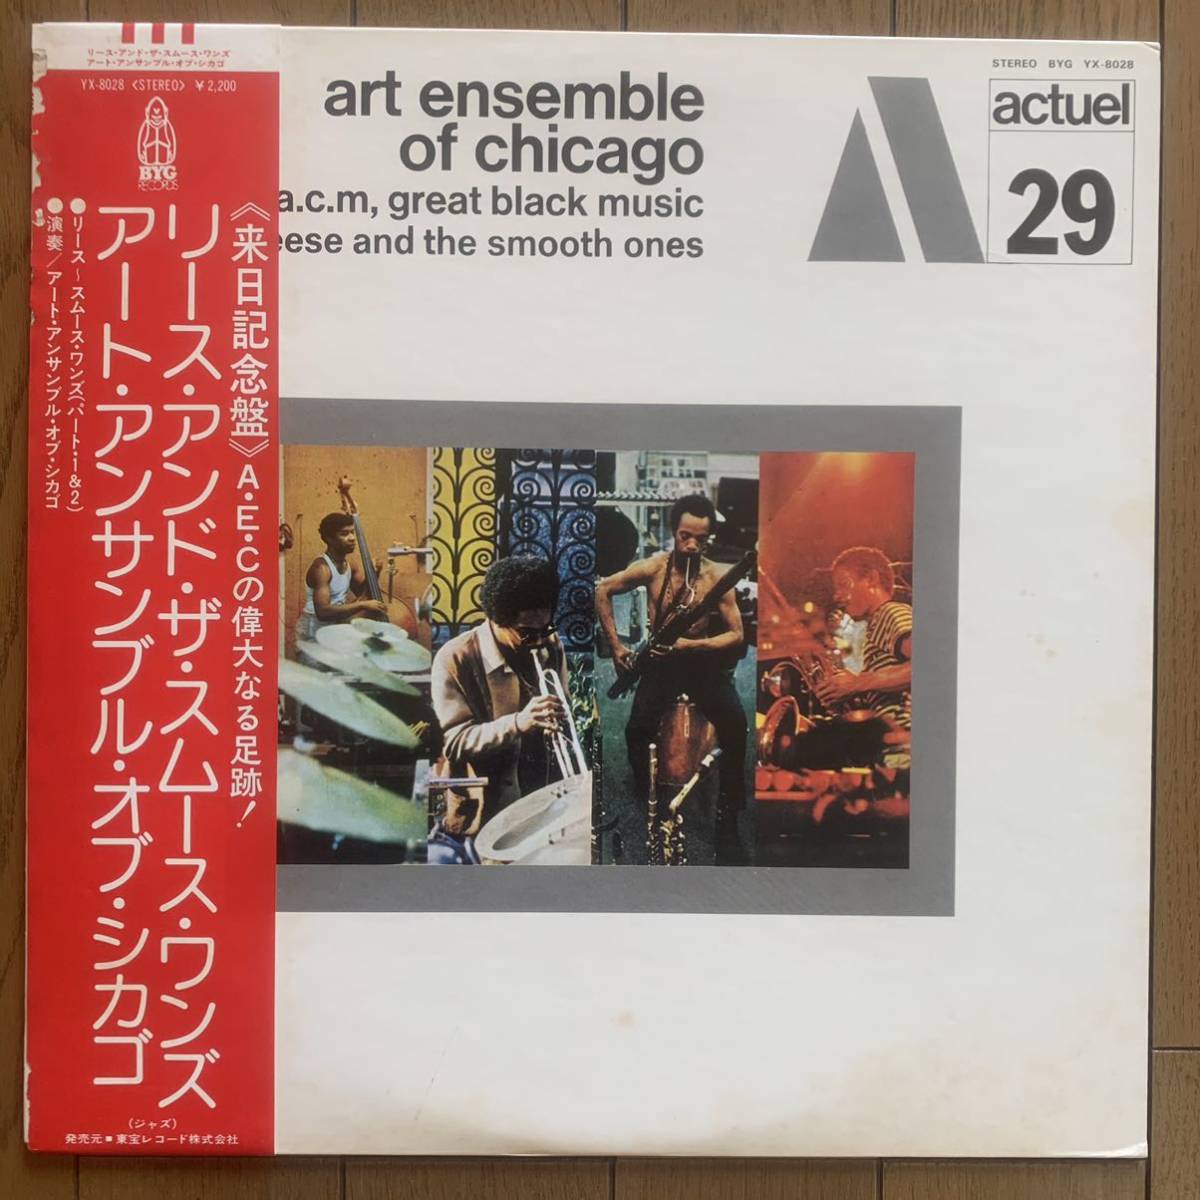 リース・アンド・ザ・スムース・ワンズ
アート・アンサンブル・オブ・シカゴ
YX-8028 <STEREO> ¥2,200
BYG
RECORDS
《来日記念盤》A・E・Cの偉大なる足跡!
リース・アンド・ザ・スムース・ワンズ
アート・アンサンブル・オブ・シカゴ
●リース~スムース・ワンズ(パート・1&2)
●演奏/アート・アンサンブル・オブ・シカゴ
(ジャズ)
発売元■東宝レコード株式会社
art ensemble
of chicago
a.c.m, great black music
eese and the smooth ones
STEREO BYG YX-8028
actuel
29